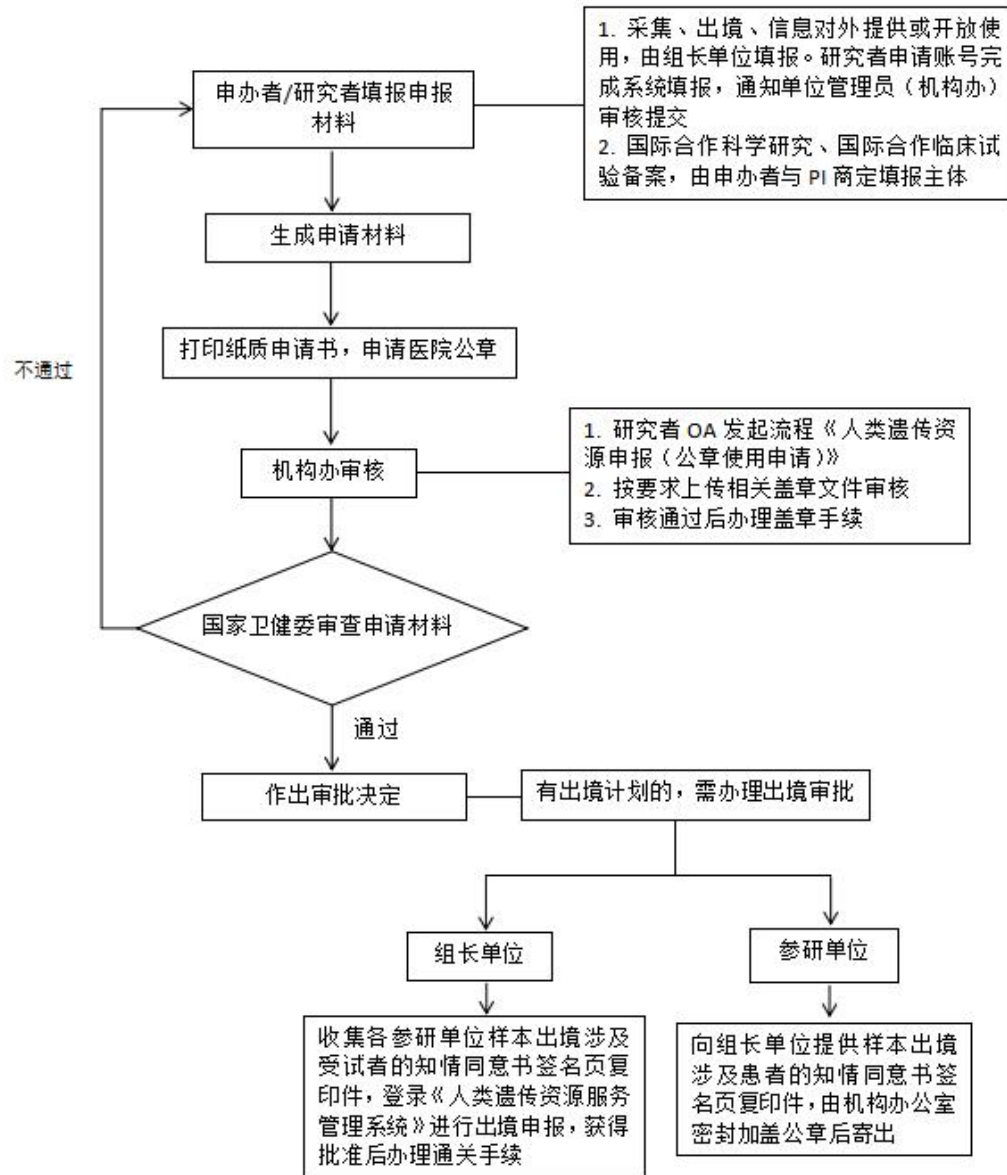 申办者/研究者填报申报
材料
1. 采集、出境、信息对外提供或开放使
用，由组长单位填报。研究者申请账号完
成系统填报，通知单位管理员（机构办）
审核提交
2. 国际合作科学研究、国际合作临床试
验备案，由申办者与 PI 商定填报主体
生成申请材料
打印纸质申请书，申请医院公章
不通过
机构办审核
1. 研究者 OA 发起流程《人类遗传资
源申报（公章使用申请）》
2. 按要求上传相关盖章文件审核
3. 审核通过后办理盖章手续
国家卫健委审查申请材料
通过
作出审批决定
有出境计划的，需办理出境审批
组长单位
参研单位
收集各参研单位样本出境涉及
受试者的知情同意书签名页复
印件，登录《人类遗传资源服务
管理系统》进行出境申报，获得
批准后办理通关手续
向组长单位提供样本出境
涉及患者的知情同意书签
名页复印件，由机构办公室
密封加盖公章后寄出